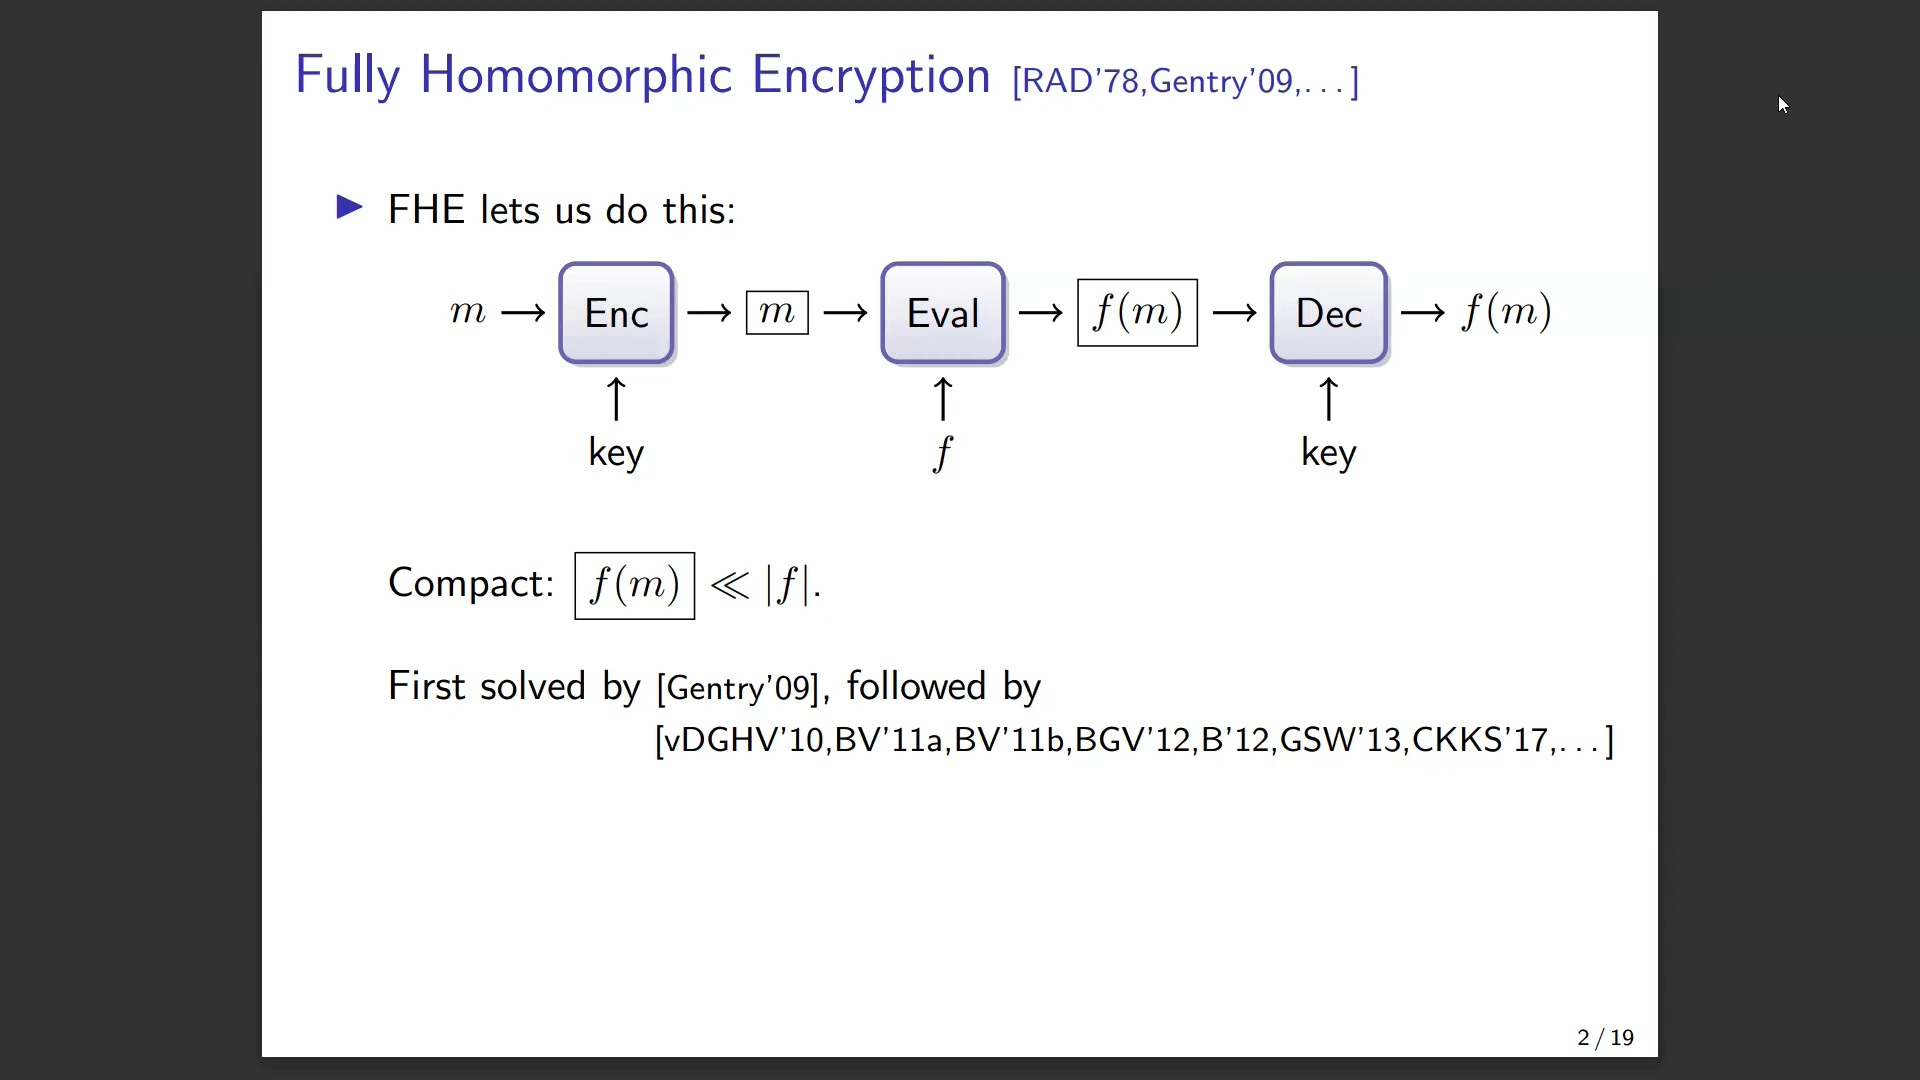 Fully Homomorphic Encryption [RAD’78,Gentry’09,. . . ]
▶ FHE lets us do this:
m → Enc → m → Eval → f(m) → Dec → f(m)
↑ ↑ ↑
key f key
Compact: f(m) ≪ |f|.
First solved by [Gentry’09], followed by
[vDGHV’10,BV’11a,BV’11b,BGV’12,B’12,GSW’13,CKKS’17,. . . ]
2 / 19